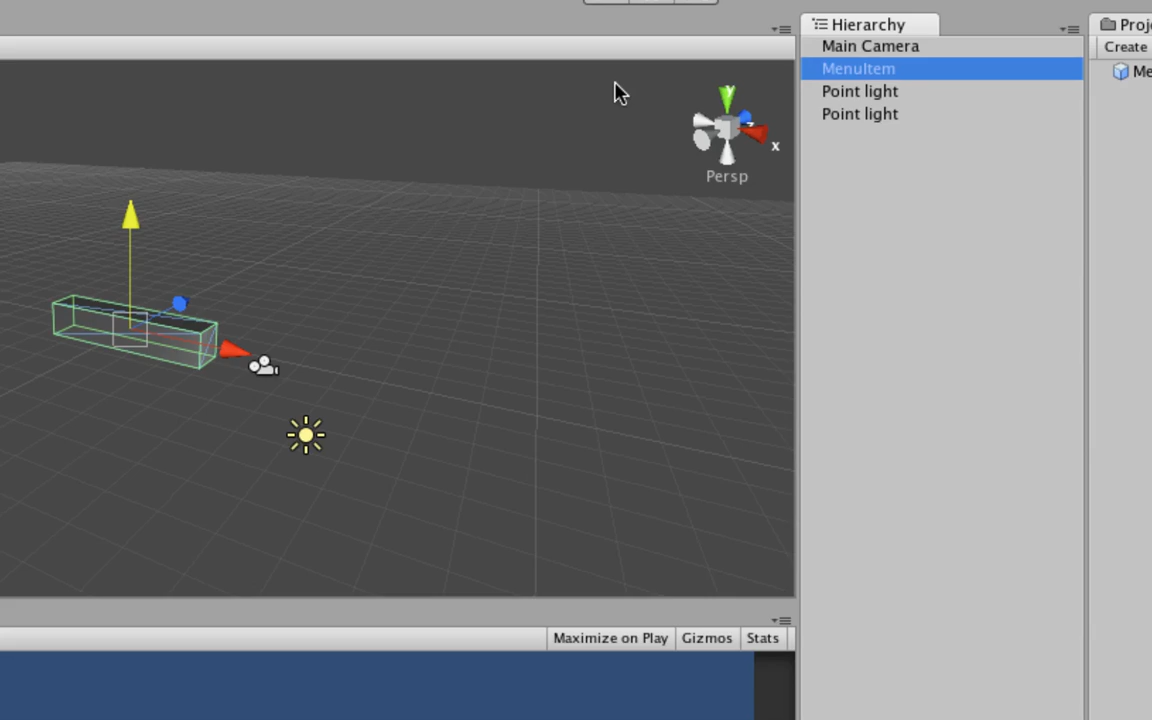 Hierarchy
Proj
Main Camera
Create
MenuItem
Me
Point light
Point light
y
z
x
Persp
Maximize on Play
Gizmos
Stats